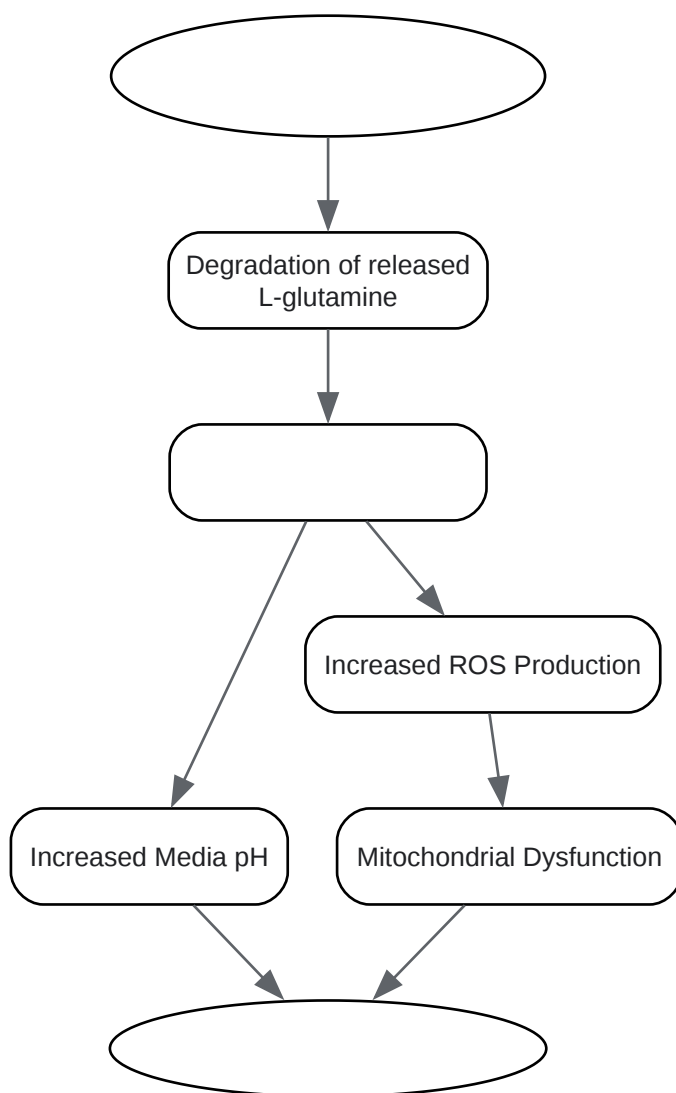 Degradation of released
L-glutamine
Increased ROS Production
Increased Media pH
Mitochondrial Dysfunction